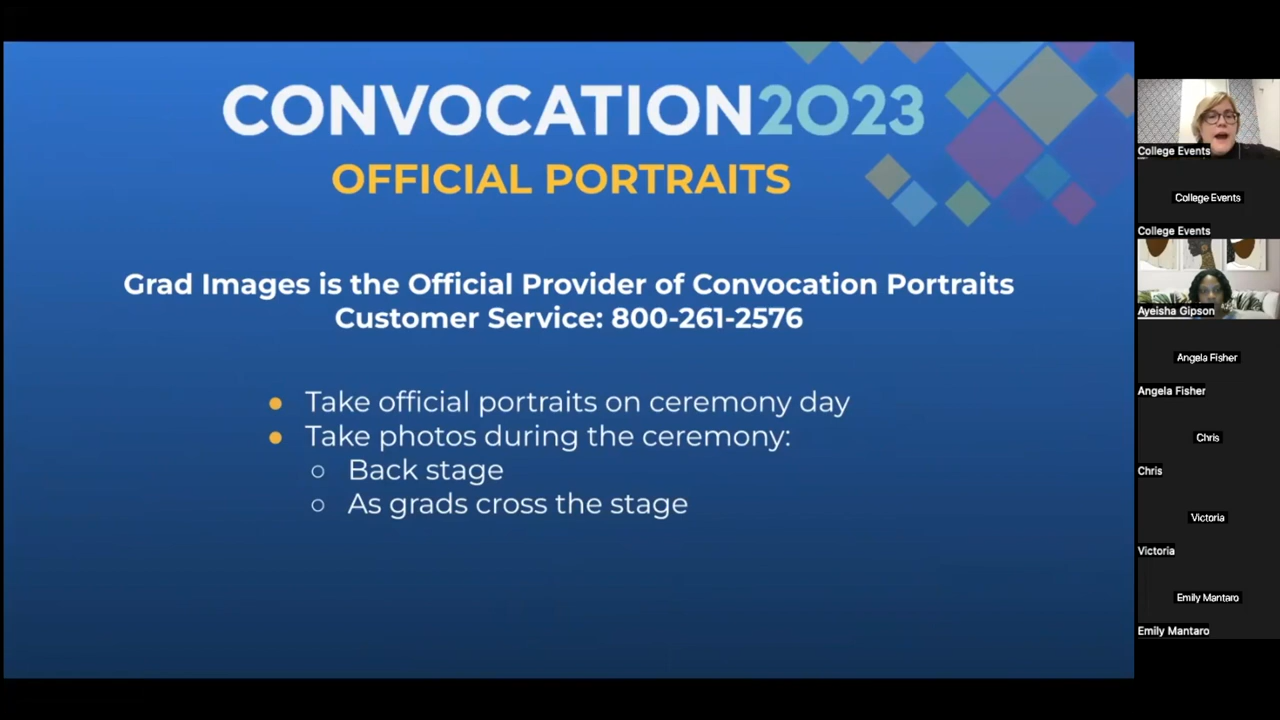 CONVOCATION2023
OFFICIAL PORTRAITS
Grad Images is the Official Provider of Convocation Portraits
Customer Service: 800-261-2576
● Take official portraits on ceremony day
● Take photos during the ceremony:
○ Back stage
○ As grads cross the stage
College Events
College Events
College Events
Ayeisha Gipson
Angela Fisher
Angela Fisher
Chris
Chris
Victoria
Victoria
Emily Mantaro
Emily Mantaro